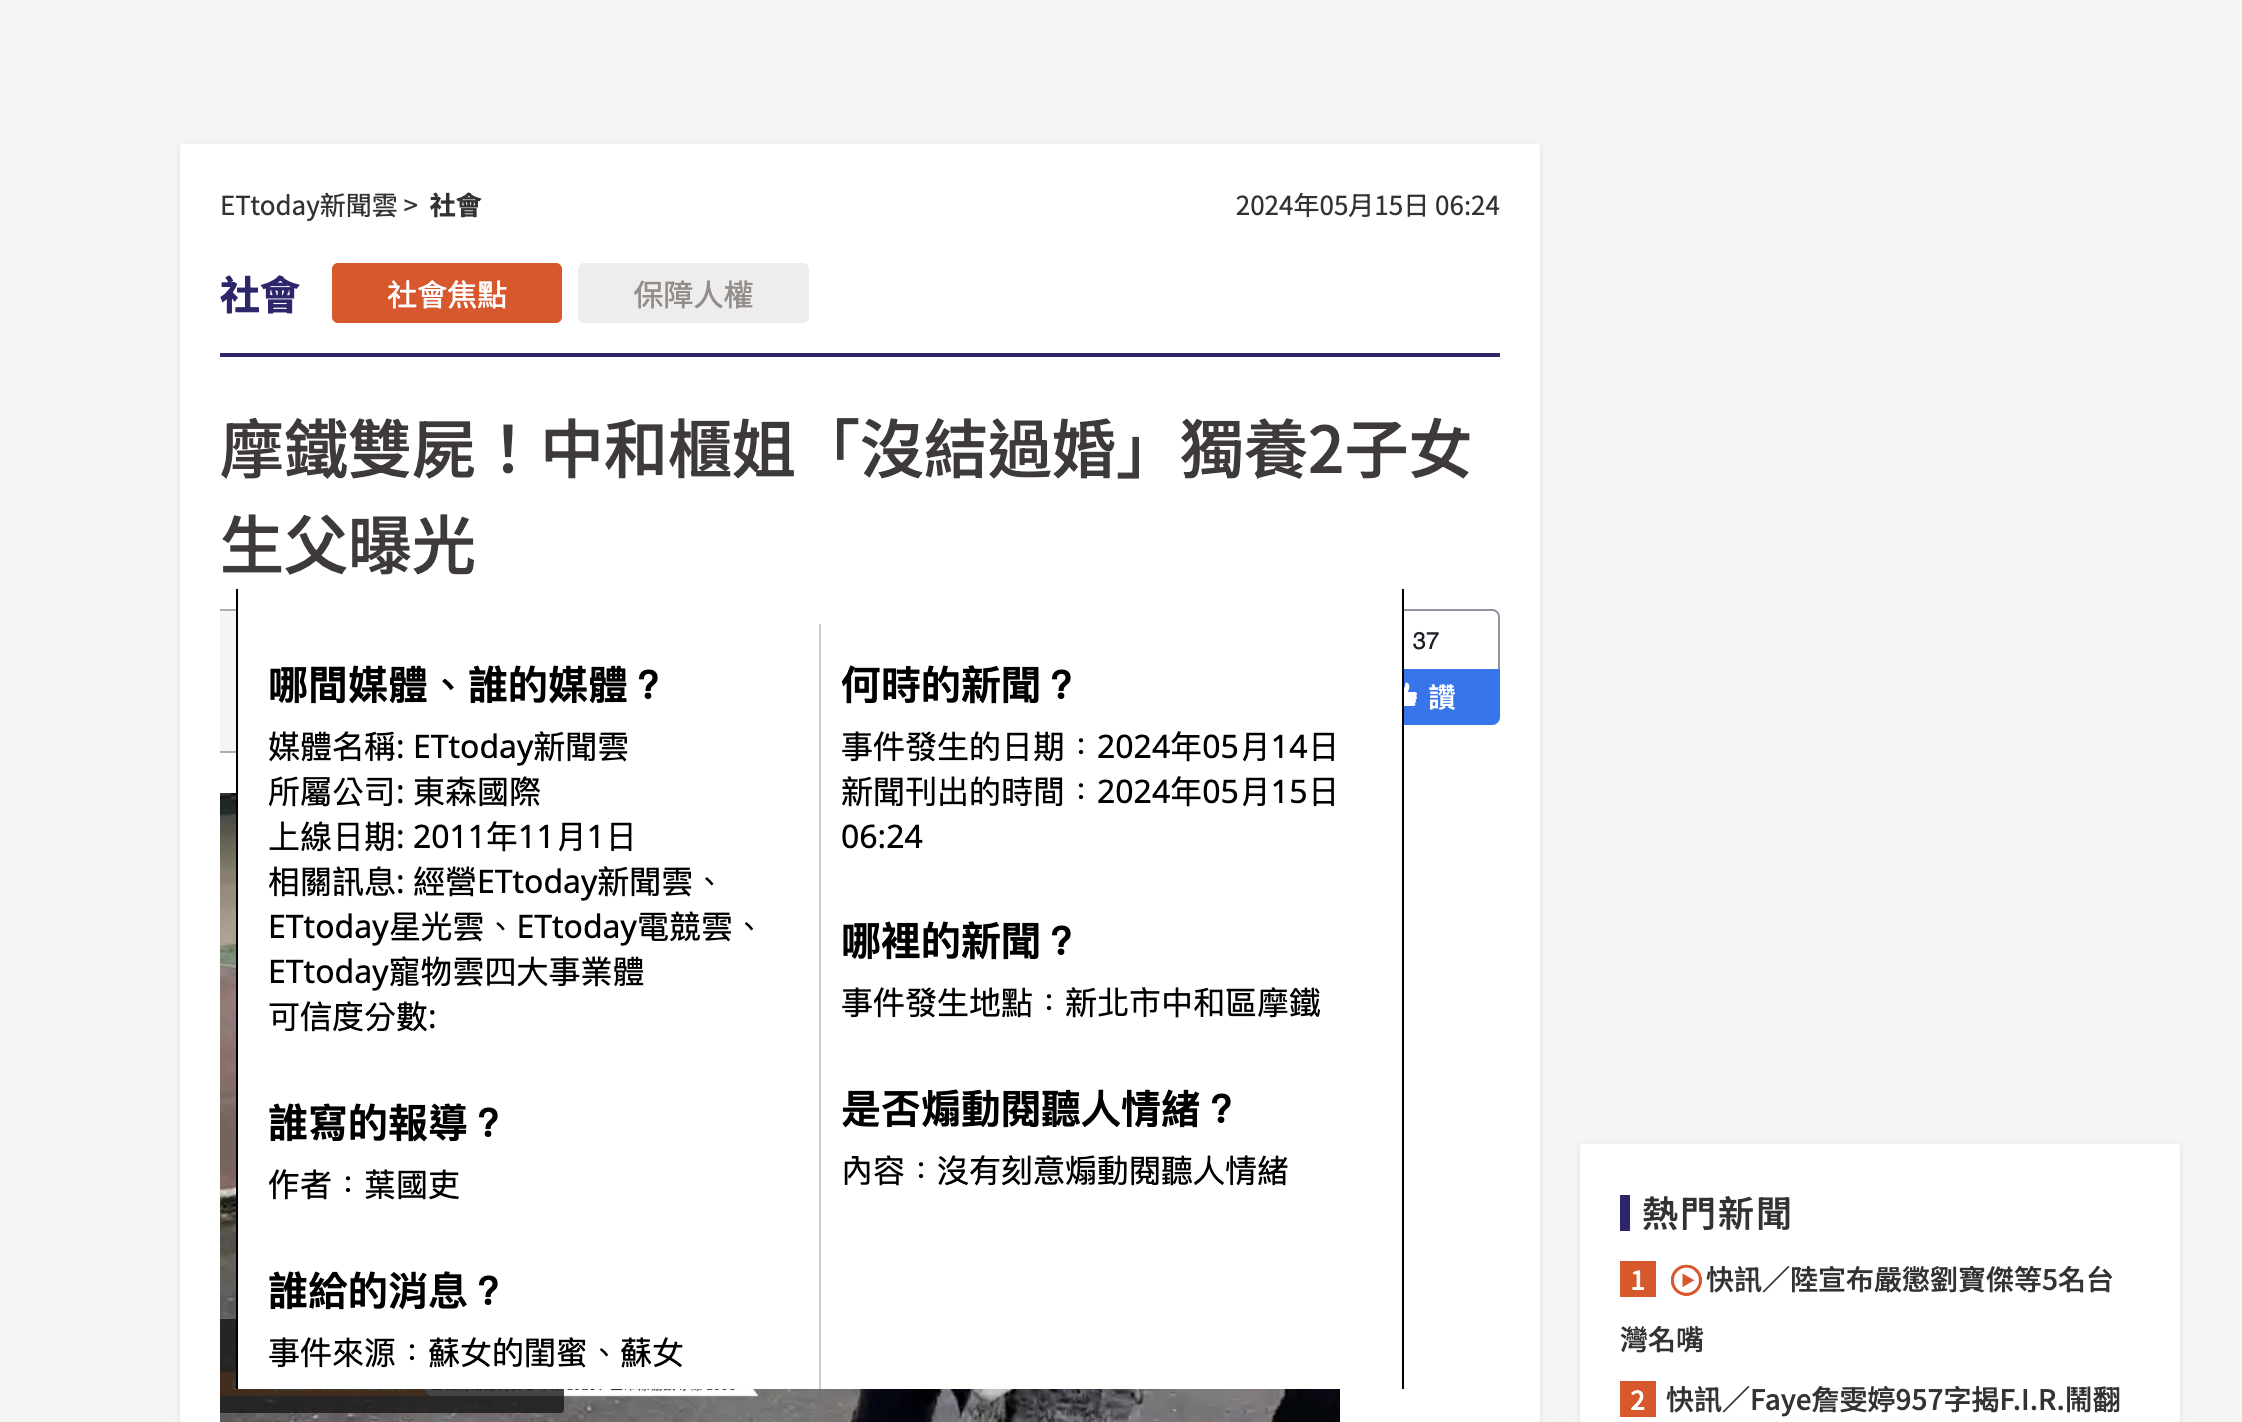 ETtoday新聞雲 > 社會
2024年05月15日 06:24
社會
社會焦點
保障人權
摩鐵雙屍！中和櫃姐「沒結過婚」獨養2子女
生父曝光
37
讚
哪間媒體、誰的媒體？
媒體名稱: ETtoday新聞雲
所屬公司: 東森國際
上線日期: 2011年11月1日
相關訊息: 經營ETtoday新聞雲、
ETtoday星光雲、ETtoday電競雲、
ETtoday寵物雲四大事業體
可信度分數:
誰寫的報導？
作者：葉國吏
誰給的消息？
事件來源：蘇女的閨蜜、蘇女
何時的新聞？
事件發生的日期：2024年05月14日
新聞刊出的時間：2024年05月15日
06:24
哪裡的新聞？
事件發生地點：新北市中和區摩鐵
是否煽動閱聽人情緒？
內容：沒有刻意煽動閱聽人情緒
熱門新聞
1 快訊／陸宣布嚴懲劉寶傑等5名台
灣名嘴
2 快訊／Faye詹雯婷957字揭F.I.R.鬧翻